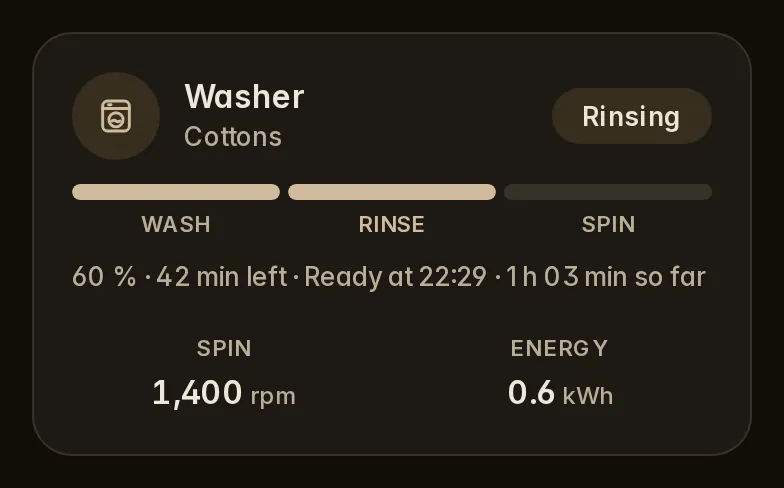 Washer
Cottons
Rinsing
WASH RINSE SPIN
60 % · 42 min left · Ready at 22:29 · 1 h 03 min so far
SPIN ENERGY
1,400 rpm 0.6 kWh